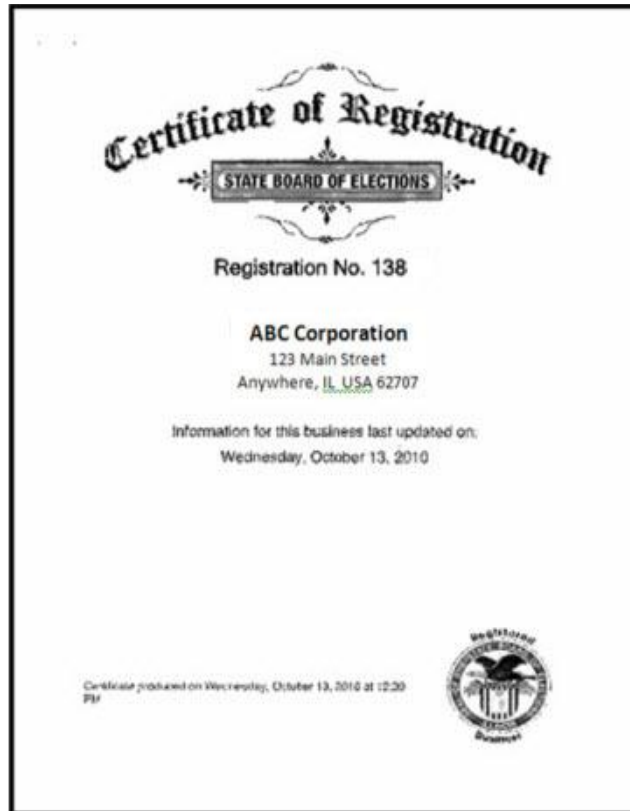 Certificate of Registration
STATE BOARD OF ELECTIONS
Registration No. 138
ABC Corporation
123 Main Street
Anywhere, IL USA 62707
Information for this business last updated on:
Wednesday, October 13, 2010
Certificate produced on Wednesday, October 13, 2010 at 12:20
PM
Registered
Business